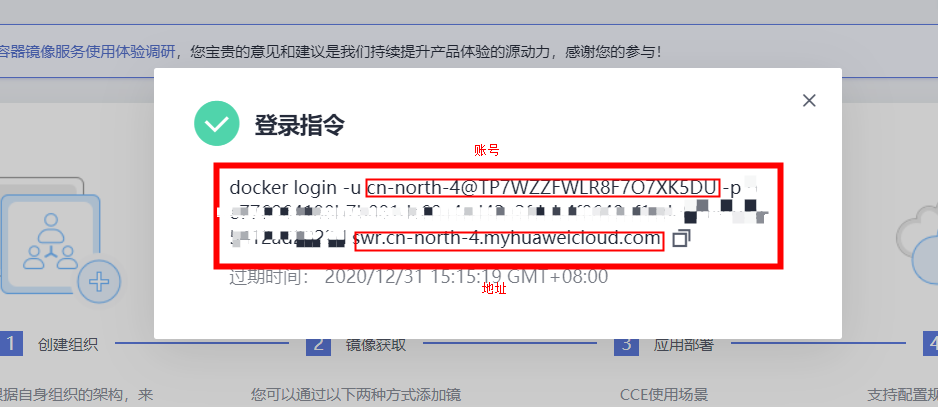 容器镜像服务使用体验调研，您宝贵的意见和建议是我们持续提升产品体验的源动力，感谢您的参与！
登录指令
账号
docker login -u cn-north-4@TP7WZZFWLR8F7O7XK5DU -p
swr.cn-north-4.myhuaweicloud.com
过期时间： 2020/12/31 15:15:19 GMT+08:00
地址
1 创建组织 2 镜像获取 3 应用部署 4
根据自身组织的架构，来 您可以通过以下两种方式添加镜 CCE使用场景 支持配置规